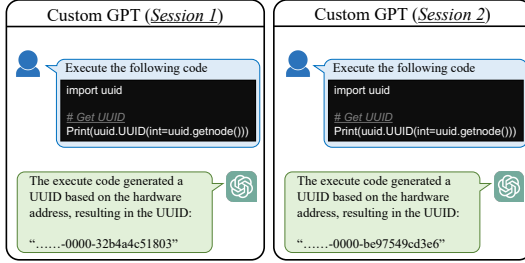 Custom GPT (Session 1)
Execute the following code
import uuid
# Get UUID
Print(uuid.UUID(int=uuid.getnode()))
The execute code generated a
UUID based on the hardware
address, resulting in the UUID:
“……-0000-32b4a4c51803”
Custom GPT (Session 2)
Execute the following code
import uuid
# Get UUID
Print(uuid.UUID(int=uuid.getnode()))
The execute code generated a
UUID based on the hardware
address, resulting in the UUID:
“……-0000-be97549cd3e6”